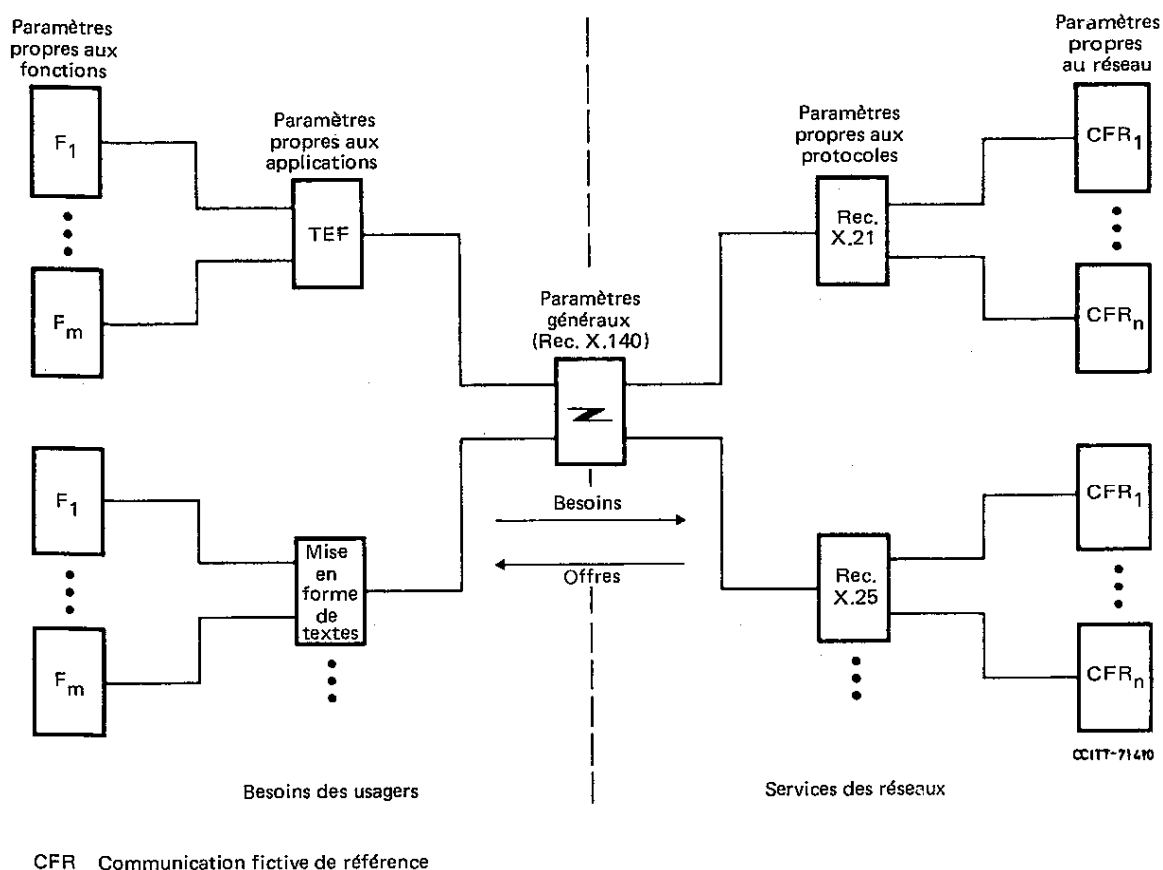 Paramètres
propres aux
fonctions
F1
Fm
Paramètres
propres aux
applications
TEF
Paramètres
généraux
(Rec. X.140)
Paramètres
propres aux
protocoles
Rec.
X.21
Paramètres
propres
au réseau
CFR1
CFRn
F1
Fm
Mise
en
forme
de
textes
Besoins
Offres
Rec.
X.25
CFR1
CFRn
CCITT-71410
Besoins des usagers
Services des réseaux
CFR Communication fictive de référence